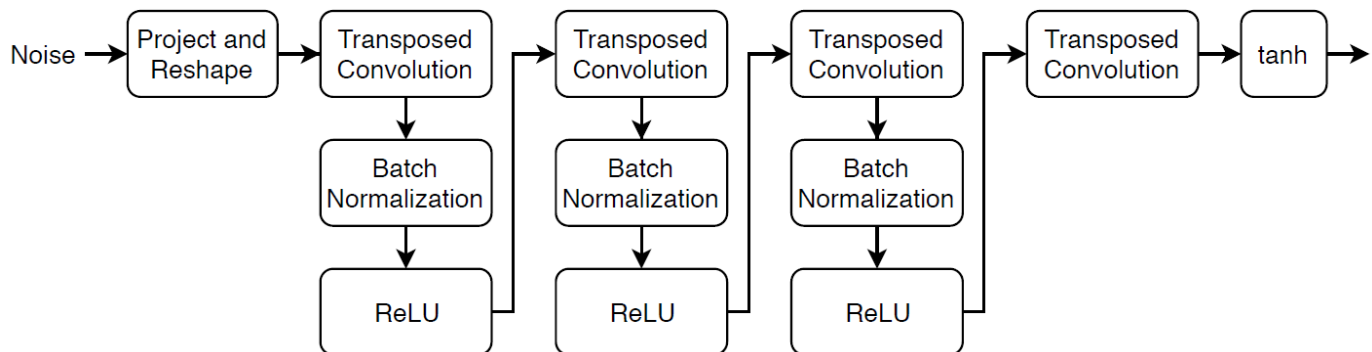 Noise
Project and
Reshape
Transposed
Convolution
Batch
Normalization
ReLU
Transposed
Convolution
Batch
Normalization
ReLU
Transposed
Convolution
Batch
Normalization
ReLU
Transposed
Convolution
tanh